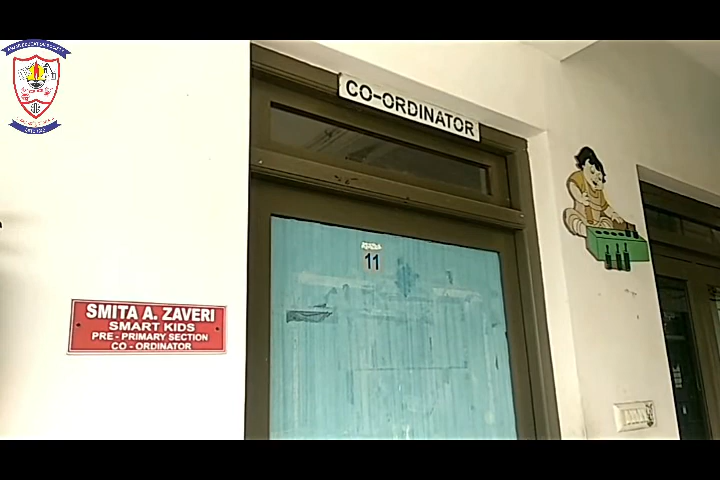 CO-ORDINATOR
11
SMITA A. ZAVERI
SMART KIDS
PRE - PRIMARY SECTION
CO - ORDINATOR